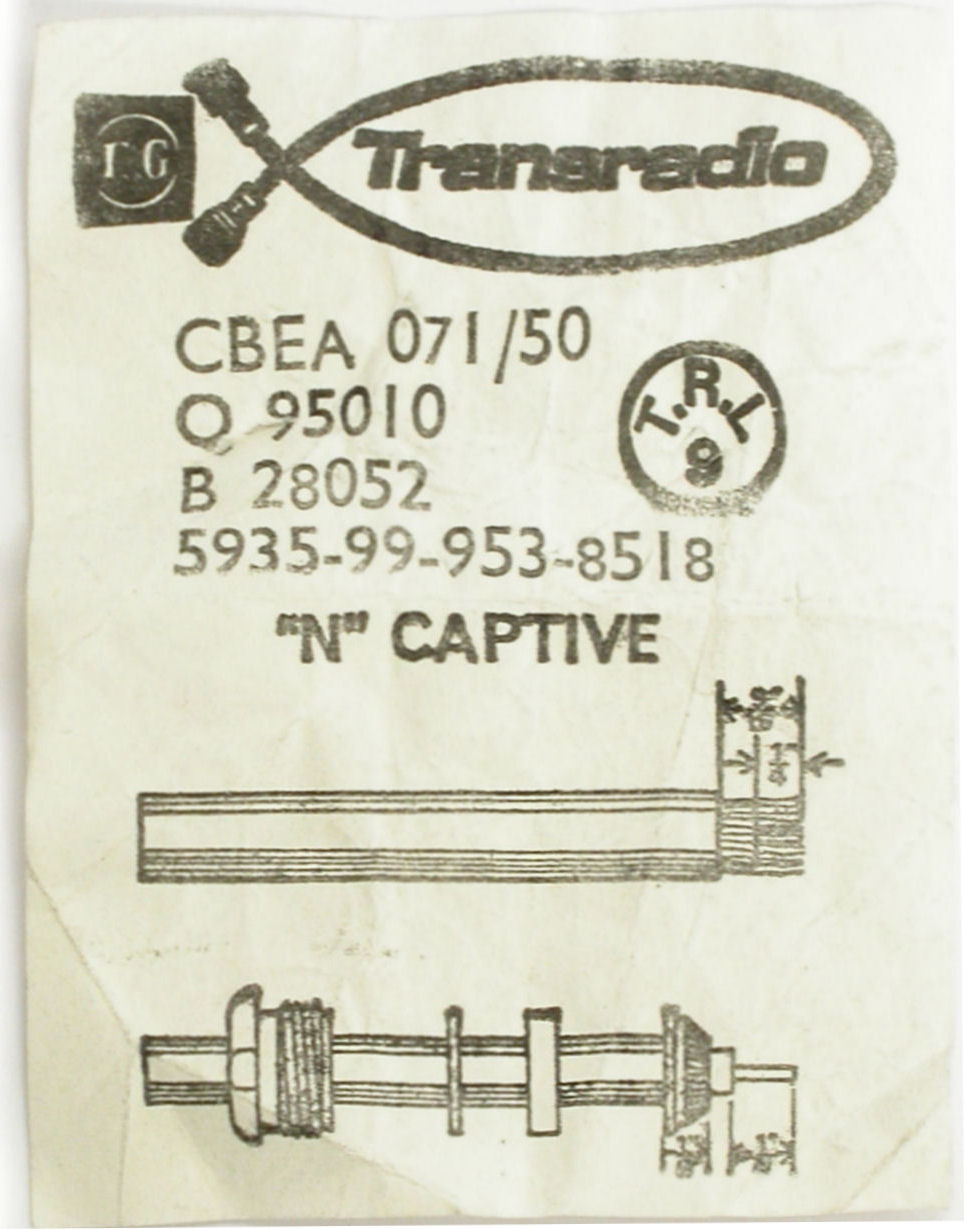 Transradio
CBEA 071/50
Q 95010
T.R.L
9
B 28052
5935-99-953-8518
"N" CAPTIVE